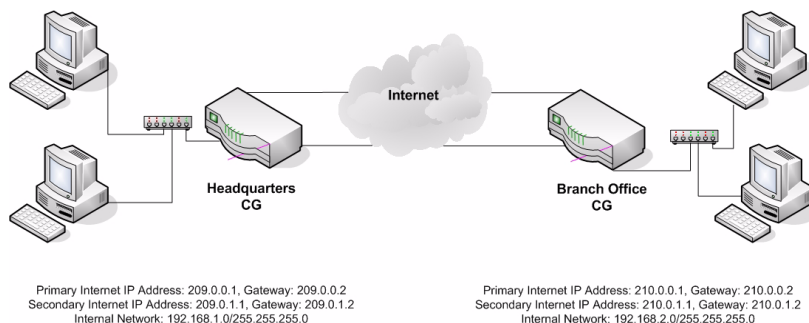 Internet
Headquarters
CG
Branch Office
CG
Primary Internet IP Address: 209.0.0.1, Gateway: 209.0.0.2
Secondary Internet IP Address: 209.0.1.1, Gateway: 209.0.1.2
Internal Network: 192.168.1.0/255.255.255.0
Primary Internet IP Address: 210.0.0.1, Gateway: 210.0.0.2
Secondary Internet IP Address: 210.0.1.1, Gateway: 210.0.1.2
Internal Network: 192.168.2.0/255.255.255.0